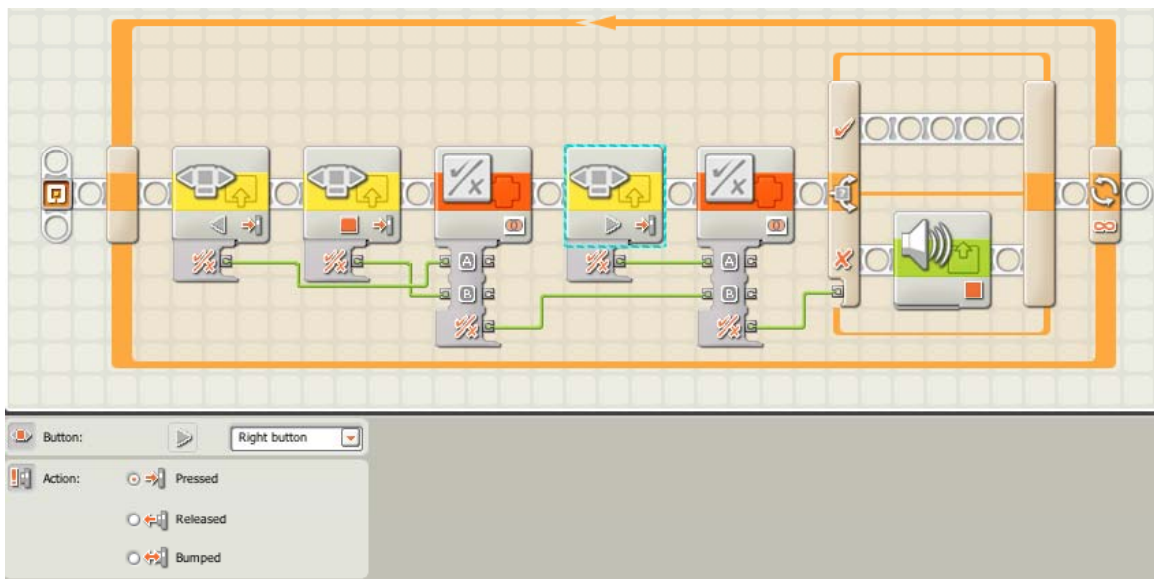 A
B
A
B
Button:
Right button
Action:
Pressed
Released
Bumped